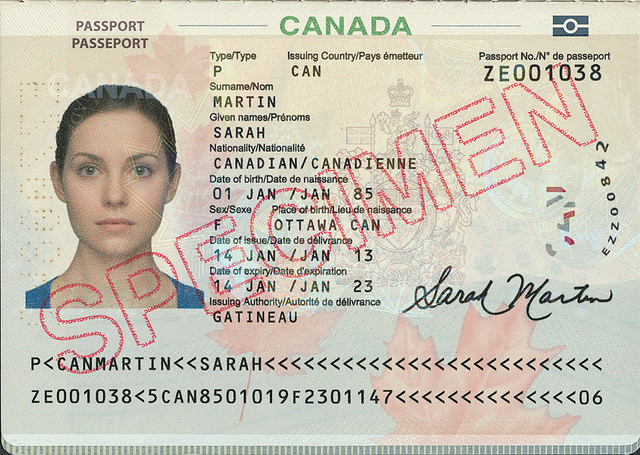 PASSPORT
PASSEPORT
CANADA
CANADA
Type/Type Issuing Country/Pays émetteur Passport No./N° de passeport
P CAN ZE001038
Surname/Nom
MARTIN
Given names/Prénoms
SARAH
Nationality/Nationalité
CANADIAN/CANADIENNE
Date of birth/Date de naissance
01 JAN /JAN 85
Sex/Sexe Place of birth/Lieu de naissance
F OTTAWA CAN
Date of issue/Date de délivrance
14 JAN /JAN 13
Date of expiry/Date d'expiration
14 JAN /JAN 23
Issuing Authority/Autorité de délivrance
GATINEAU
Sarah Martin
SPECIMEN
CAN
EZZ00842
P<CANMARTIN<<SARAH<<<<<<<<<<<<<<<<<<<<<<<<<<
ZE001038<5CAN8501019F2301147<<<<<<<<<<<<<<06